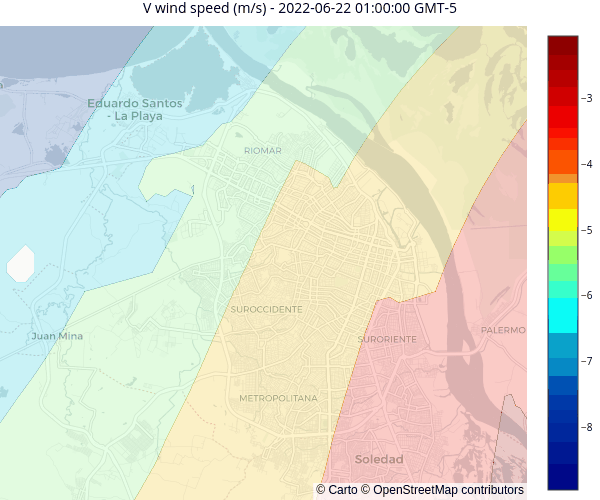 V wind speed (m/s) - 2022-06-22 01:00:00 GMT-5
Eduardo Santos
- La Playa
RIOMAR
SUROCCIDENTE
Juan Mina
SURORIENTE
PALERMO
METROPOLITANA
Soledad
© Carto © OpenStreetMap contributors
−3
−4
−5
−6
−7
−8